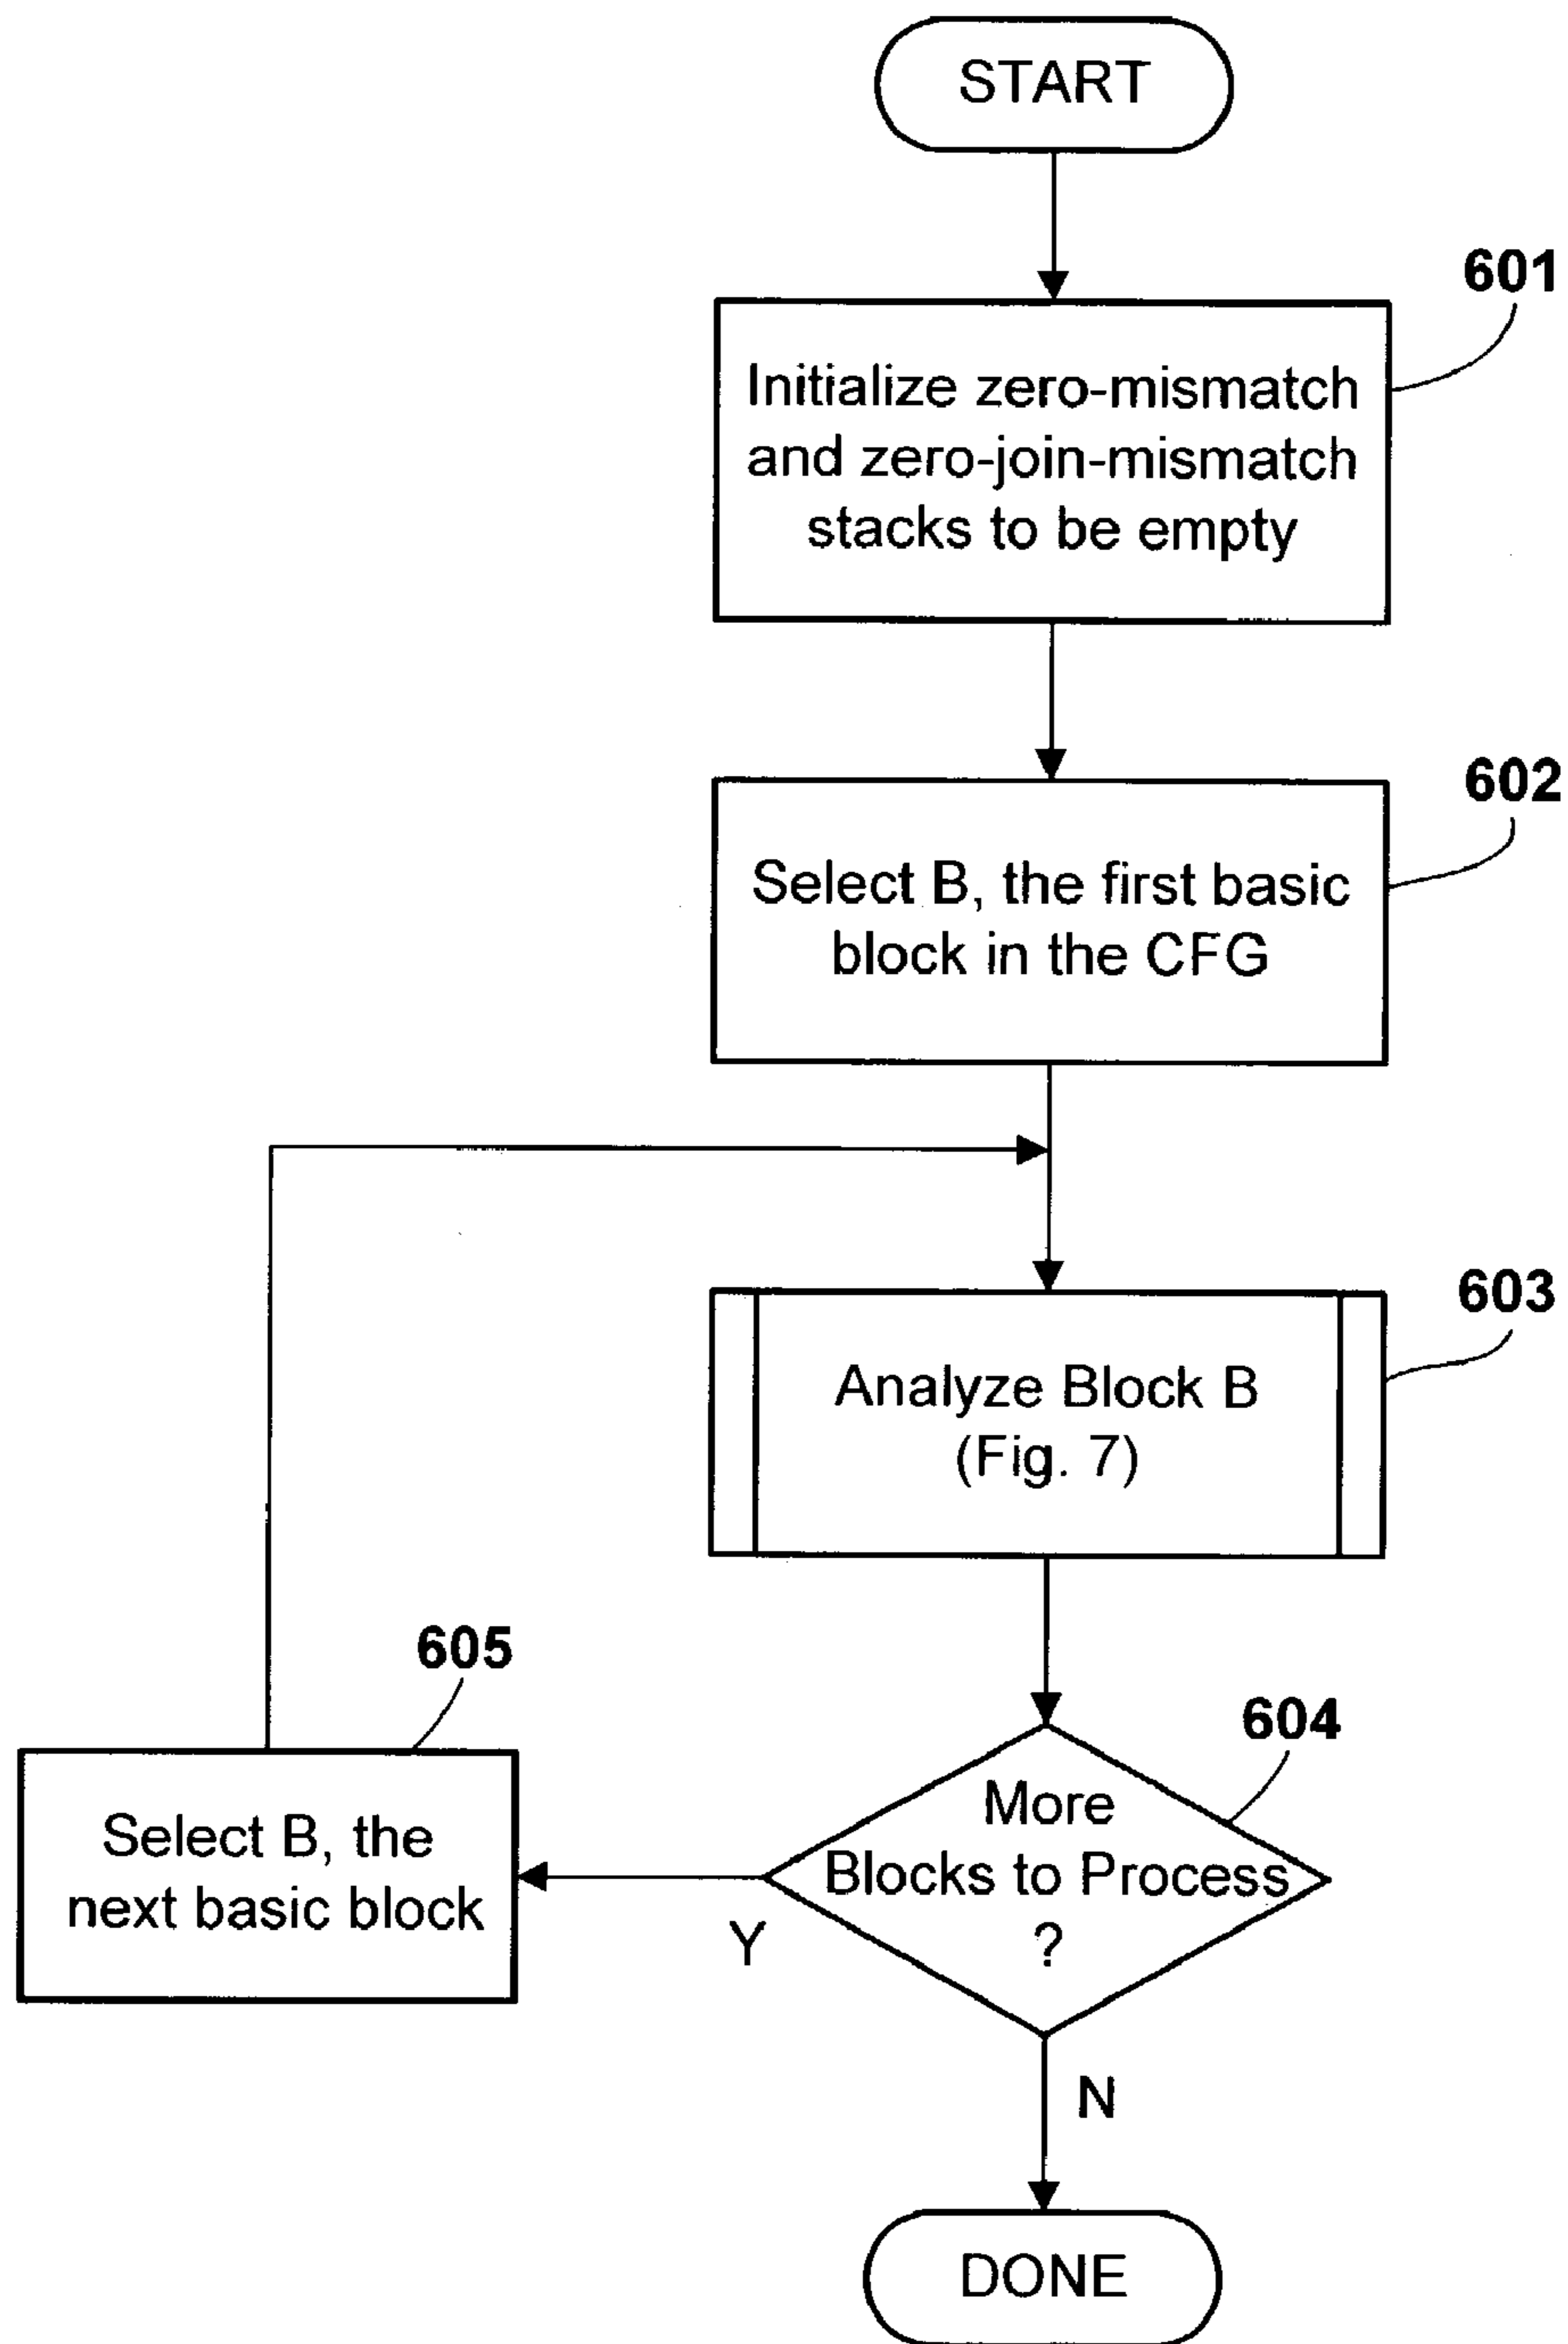 START
601
Initialize zero-mismatch
and zero-join-mismatch
stacks to be empty
602
Select B, the first basic
block in the CFG
603
Analyze Block B
(Fig. 7)
605
604
Select B, the
next basic block
More
Blocks to Process
?
Y
N
DONE